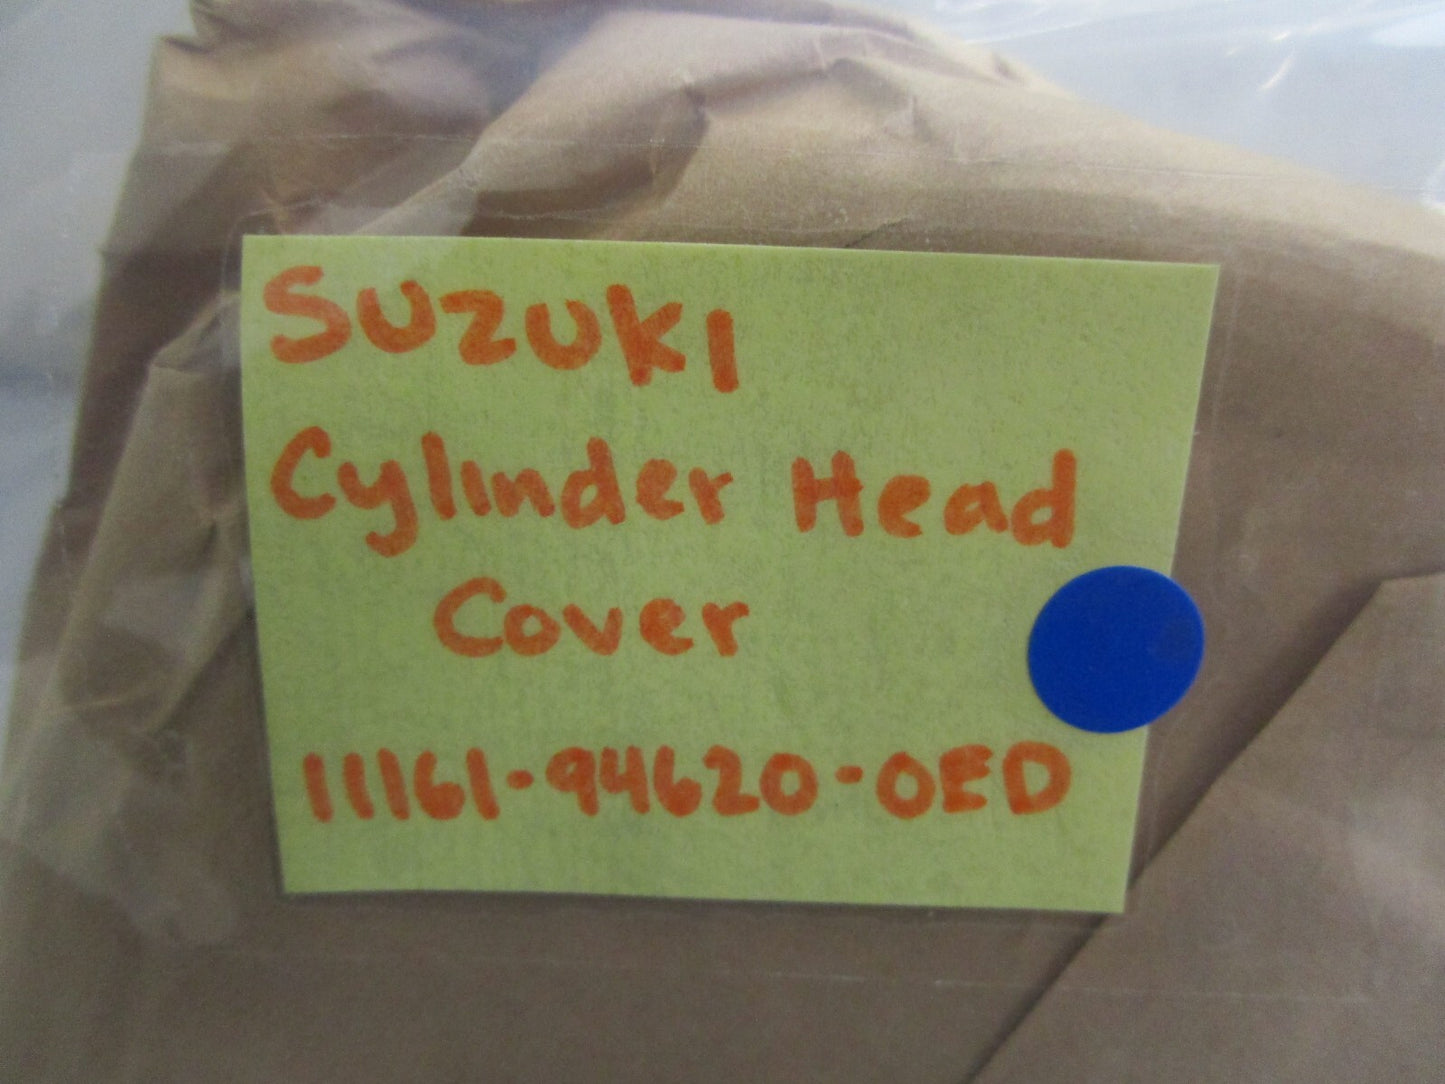 Suzuki
Cylinder Head
Cover
11161-94620-0ED